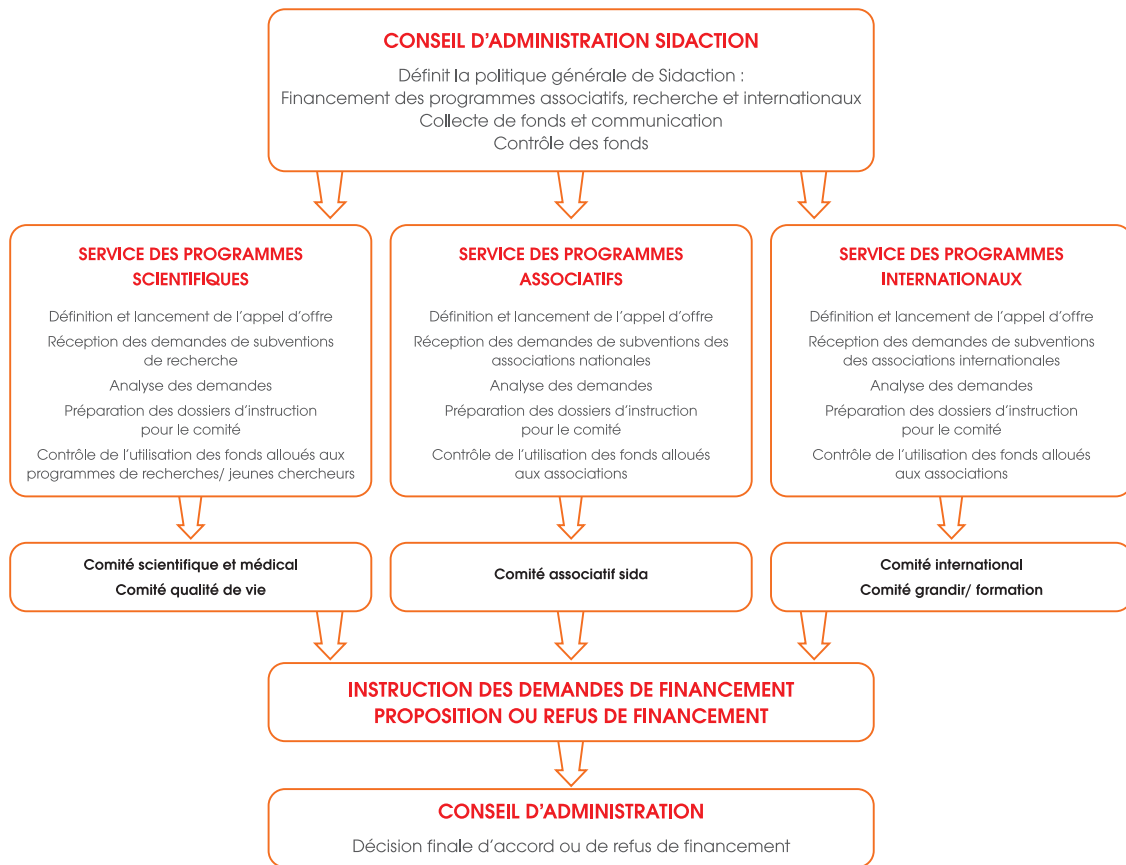 CONSEIL D'ADMINISTRATION SIDACTION
Définit la politique générale de Sidaction :
Financement des programmes associatifs, recherche et internationaux
Collecte de fonds et communication
Contrôle des fonds
SERVICE DES PROGRAMMES
SCIENTIFIQUES
Définition et lancement de l'appel d'offre
Réception des demandes de subventions
de recherche
Analyse des demandes
Préparation des dossiers d'instruction
pour le comité
Contrôle de l'utilisation des fonds alloués aux
programmes de recherches/ jeunes chercheurs
SERVICE DES PROGRAMMES
ASSOCIATIFS
Définition et lancement de l'appel d'offre
Réception des demandes de subventions des
associations nationales
Analyse des demandes
Préparation des dossiers d'instruction
pour le comité
Contrôle de l'utilisation des fonds alloués
aux associations
SERVICE DES PROGRAMMES
INTERNATIONAUX
Définition et lancement de l'appel d'offre
Réception des demandes de subventions
des associations internationales
Analyse des demandes
Préparation des dossiers d'instruction
pour le comité
Contrôle de l'utilisation des fonds alloués
aux associations
Comité scientifique et médical
Comité qualité de vie
Comité associatif sida
Comité international
Comité grandir/ formation
INSTRUCTION DES DEMANDES DE FINANCEMENT
PROPOSITION OU REFUS DE FINANCEMENT
CONSEIL D'ADMINISTRATION
Décision finale d'accord ou de refus de financement